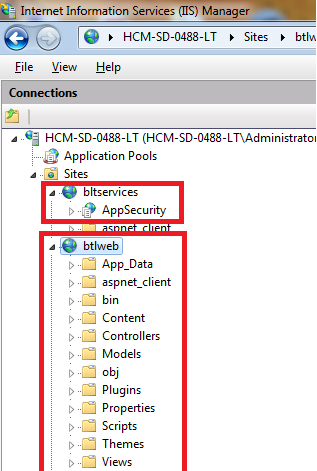 Internet Information Services (IIS) Manager
HCM-SD-0488-LT
Sites
btlw
File View Help
Connections
HCM-SD-0488-LT (HCM-SD-0488-LT\Administrator
Application Pools
Sites
bltservices
AppSecurity
aspnet_client
btlweb
App_Data
aspnet_client
bin
Content
Controllers
Models
obj
Plugins
Properties
Scripts
Themes
Views